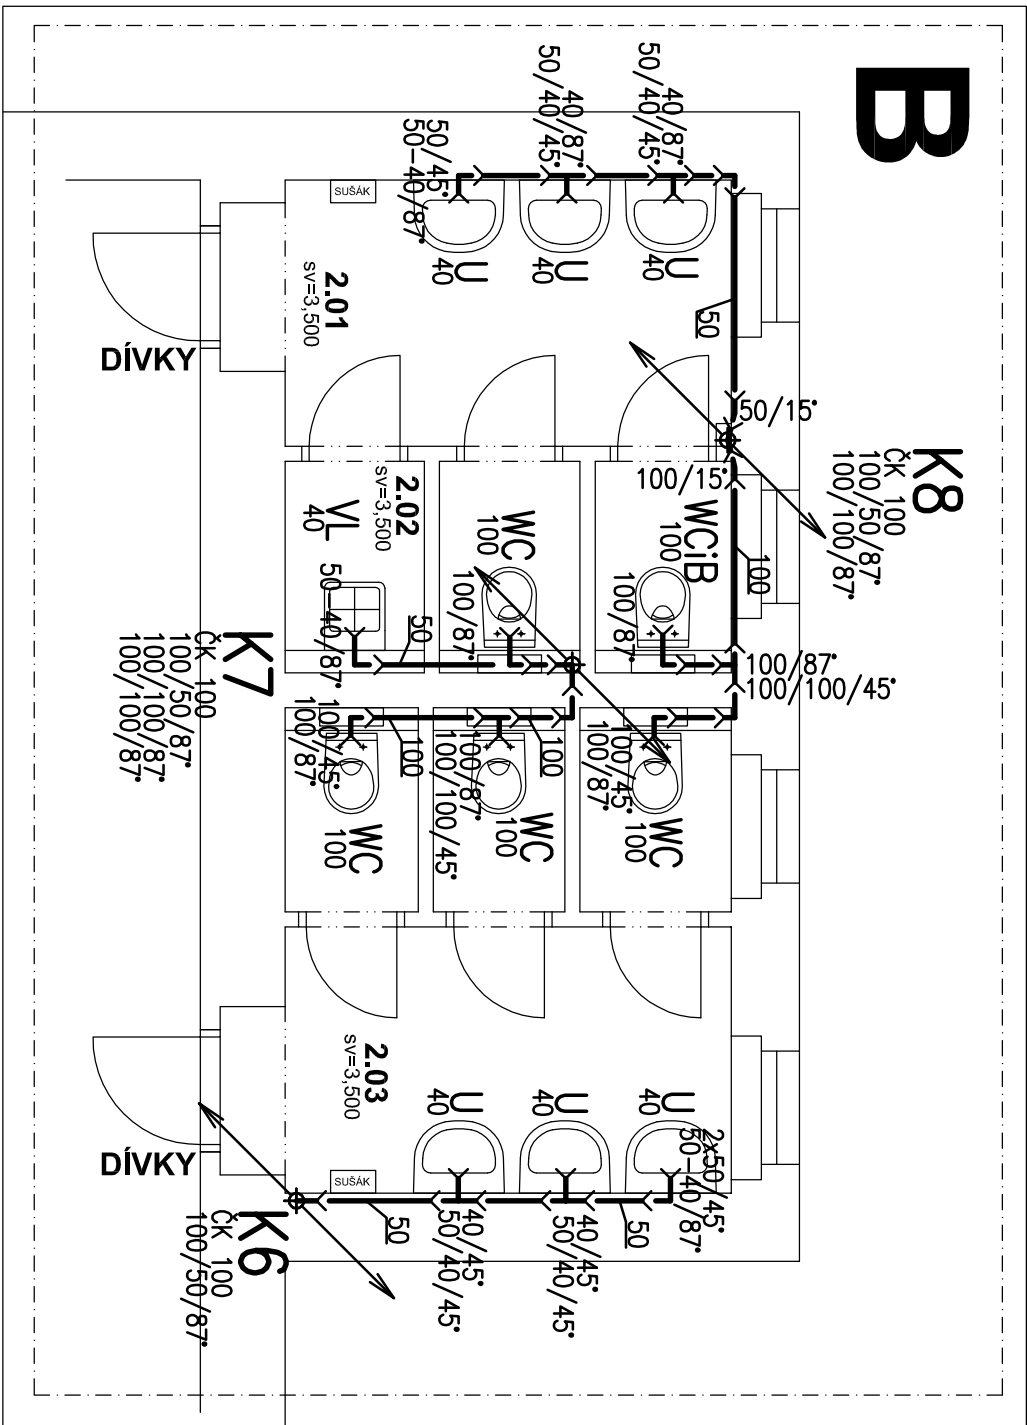 B
50/40/45°
40/87°
50/40/45°
40/87°
50/45°
50-40/87°
SUŠÁK
U
40
U
40
U
40
2.01
sv=3,500
DÍVKY
50
50/15°
100/15°
K8
ČK 100
100/50/87°
100/100/87°
2.02
sv=3,500
VL
40
50-40/87°
50
WC
100
100/87°
WCiB
100
100/87°
100
100/87°
100/100/45°
K7
ČK 100
100/50/87°
100/100/87°
100/100/87°
100/45°
100/87°
100
WC
100
100/87°
100/100/45°
100
WC
100
100/45°
100/87°
WC
100
2.03
sv=3,500
DÍVKY
U
40
U
40
U
40
SUŠÁK
2x50/45°
50-40/87°
50
40/45°
50/40/45°
40/45°
50/40/45°
50
K6
ČK 100
100/50/87°